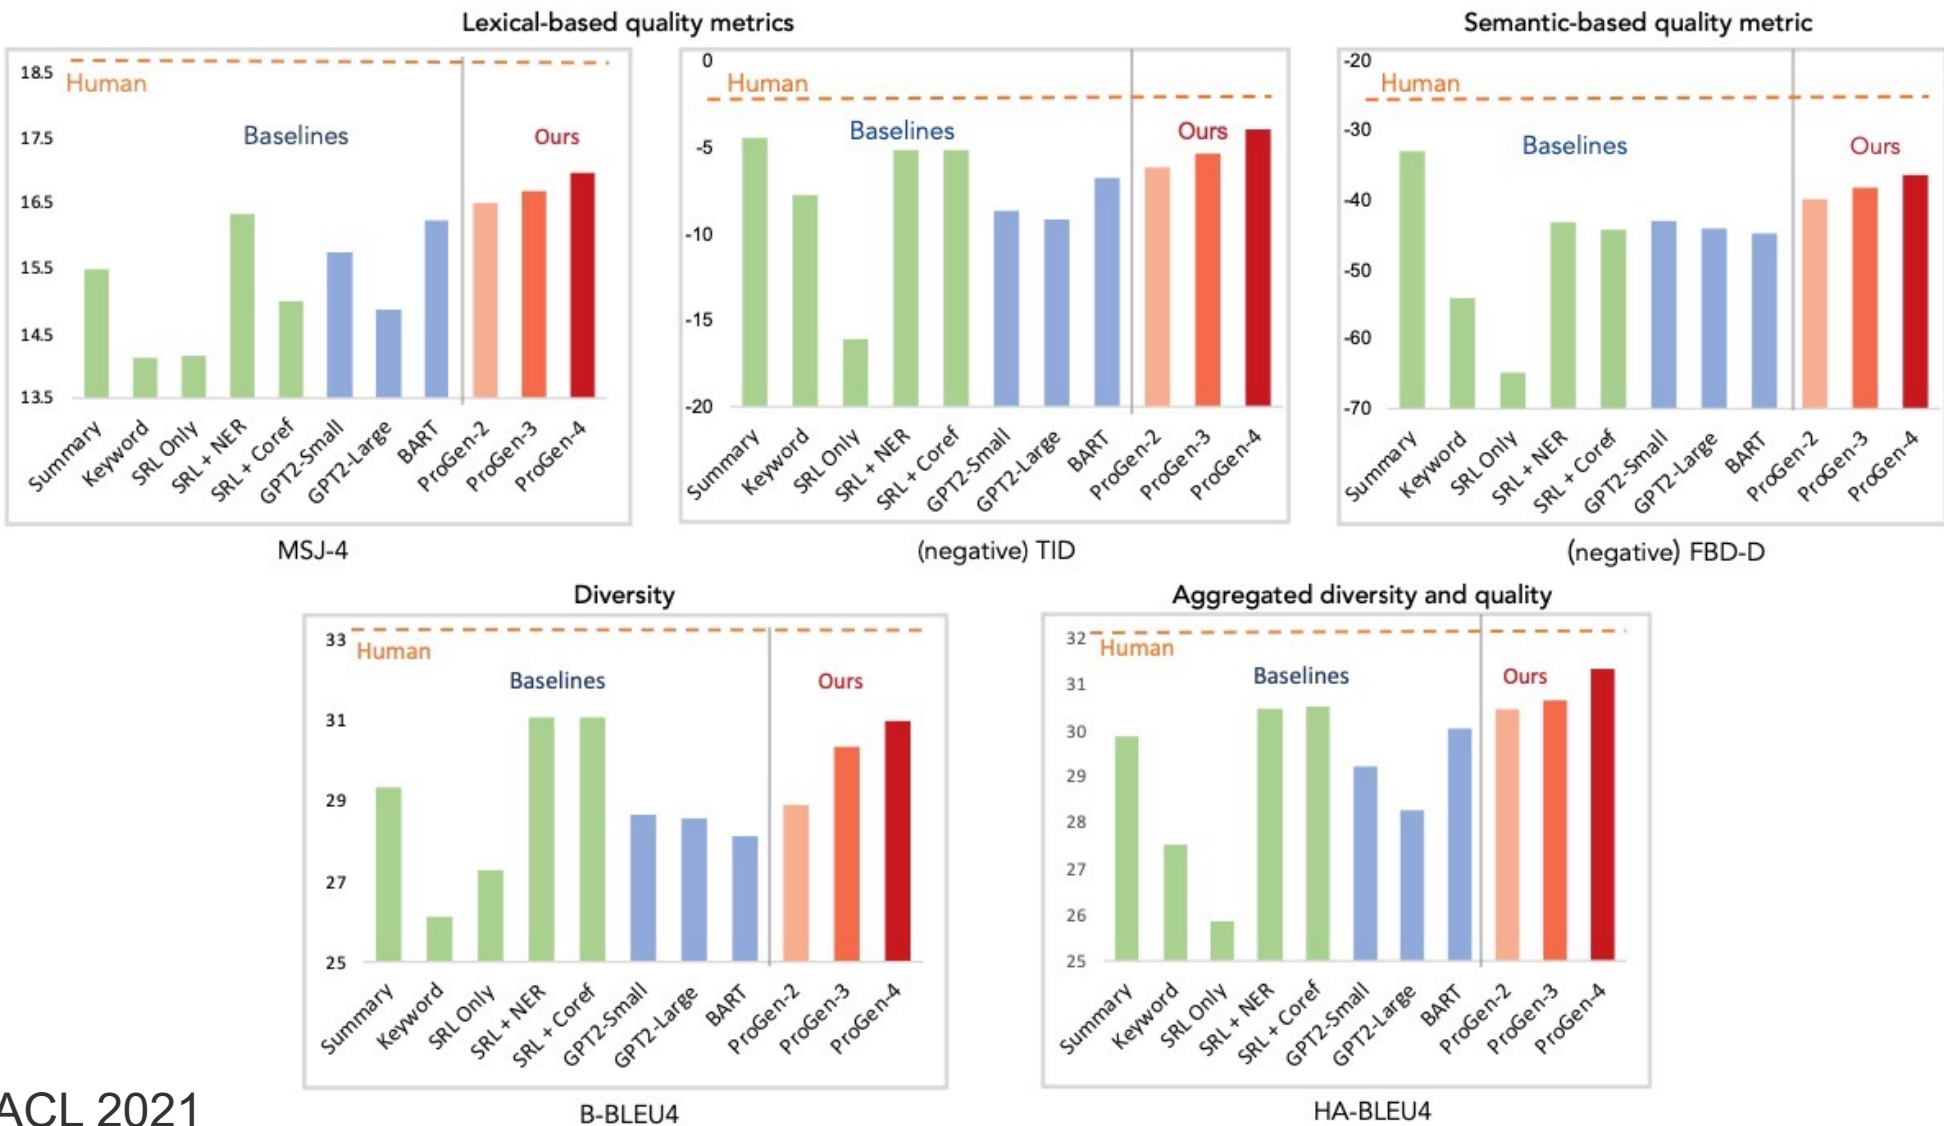 Lexical-based quality metrics
Semantic-based quality metric
18.5
17.5
16.5
15.5
14.5
13.5
Human
Baselines
Ours
Summary
Keyword
SRL Only
SRL + NER
SRL + Coref
GPT2-Small
GPT2-Large
BART
ProGen-2
ProGen-3
ProGen-4
MSJ-4
0
-5
-10
-15
-20
Human
Baselines
Ours
Summary
Keyword
SRL Only
SRL + NER
SRL + Coref
GPT2-Small
GPT2-Large
BART
ProGen-2
ProGen-3
ProGen-4
(negative) TID
-20
-30
-40
-50
-60
-70
Human
Baselines
Ours
Summary
Keyword
SRL Only
SRL + NER
SRL + Coref
GPT2-Small
GPT2-Large
BART
ProGen-2
ProGen-3
ProGen-4
(negative) FBD-D
Diversity
33
31
29
27
25
Human
Baselines
Ours
Summary
Keyword
SRL Only
SRL + NER
SRL + Coref
GPT2-Small
GPT2-Large
BART
ProGen-2
ProGen-3
ProGen-4
B-BLEU4
Aggregated diversity and quality
32
31
30
29
28
27
26
25
Human
Baselines
Ours
Summary
Keyword
SRL Only
SRL + NER
SRL + Coref
GPT2-Small
GPT2-Large
BART
ProGen-2
ProGen-3
ProGen-4
HA-BLEU4
ACL 2021